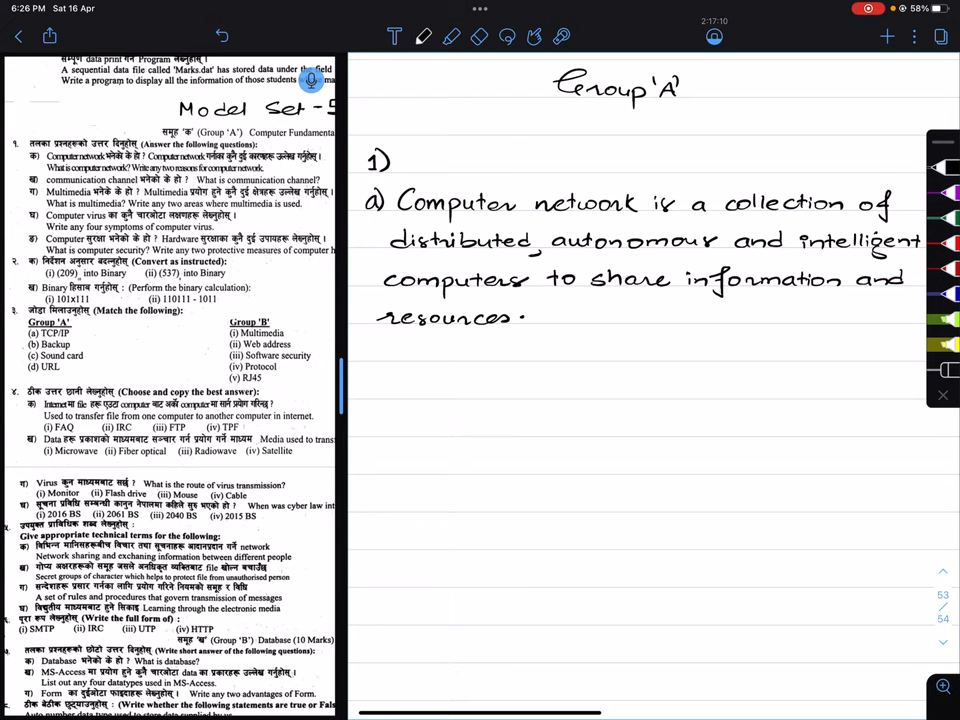 6:26 PM Sat 16 Apr
58%
2:17:10
सम्पूर्ण data print गर्ने Program लेख्नुहोस् ।
A sequential data file called 'Marks.dat' has stored data under the field
Write a program to display all the information of those students
Model Set - 5
समूह 'क' (Group 'A') Computer Fundamenta
१. तलका प्रश्नहरूको उत्तर दिनुहोस् (Answer the following questions):
क) Computer network भनेको के हो ? Computer network गर्नाका कुनै दुई कारणहरू उल्लेख गर्नुहोस् ।
What is computer network? Write any two reasons for computer network.
ख) communication channel भनेको के हो ? What is communication channel?
ग) Multimedia भनेके के हो ? Multimedia प्रयोग हुने कुनै दुई क्षेत्रहरू उल्लेख गर्नुहोस् ।
What is multimedia? Write any two areas where multimedia is used.
घ) Computer virus का कुनै चारओटा लक्षणहरू लेख्नुहोस् ।
Write any four symptoms of computer virus.
ङ) Computer सुरक्षा भनेको के हो ? Hardware सुरक्षाका कुनै दुई उपायहरू लेख्नुहोस् ।
What is computer security? Write any two protective measures of computer h
२. क) निर्देशन अनुसार बदल्नुहोस् (Convert as instructed):
(i) (209) into Binary (ii) (537) into Binary
ख) Binary हिसाब गर्नुहोस् : (Perform the binary calculation):
(i) 101x111 (ii) 110111 - 1011
३. जोडा मिलाउनुहोस् (Match the following):
Group 'A' Group 'B'
(a) TCP/IP (i) Multimedia
(b) Backup (ii) Web address
(c) Sound card (iii) Software security
(d) URL (iv) Protocol
(v) RJ45
४. ठीक उत्तर छानी लेख्नुहोस् (Choose and copy the best answer):
क) Internet मा file हरू एउटा computer बाट अर्को computer मा सार्न प्रयोग गरिन्छ ?
Used to transfer file from one computer to another computer in internet.
(i) FAQ (ii) IRC (iii) FTP (iv) TPF
ख) Data हरू प्रकाशको माध्यमबाट सञ्चार गर्न प्रयोग गर्ने माध्यम Media used to trans
(i) Microwave (ii) Fiber optical (iii) Radiowave (iv) Satellite
ग) Virus कुन माध्यमबाट सर्छ ? What is the route of virus transmission?
(i) Monitor (ii) Flash drive (iii) Mouse (iv) Cable
घ) सूचना प्रविधि सम्बन्धी कानुन नेपालमा कहिले सुरु भएको हो ? When was cyber law int
(i) 2016 BS (ii) 2061 BS (iii) 2040 BS (iv) 2015 BS
५. उपयुक्त प्राविधिक शब्द लेख्नुहोस् :
Give appropriate technical terms for the following:
क) विभिन्न मानिसहरूबीच विचार तथा सूचनाहरू आदानप्रदान गर्ने network
Network sharing and exchaning information between different people
ख) गोप्य अक्षरहरूको समूह जसले अनधिकृत व्यक्तिबाट file खोल्न बचाउँछ
Secret groups of character which helps to protect file from unauthorised person
ग) सन्देशहरू प्रसार गर्नका लागि प्रयोग गरिने नियमको समूह र विधि
A set of rules and procedures that govern transmission of messages
घ) विद्युतीय माध्यमबाट हुने सिकाइ Learning through the electronic media
६. पूरा रूप लेख्नुहोस् (Write the full form of) :
(i) SMTP (ii) IRC (iii) UTP (iv) HTTP
समूह 'ख' (Group 'B') Database (10 Marks)
७. तलका प्रश्नहरूको छोटो उत्तर दिनुहोस् (Write short answer of the following questions):
क) Database भनेको के हो ? What is database?
ख) MS-Access मा प्रयोग हुने कुनै चारओटा data का प्रकारहरू उल्लेख गर्नुहोस् ।
List out any four datatypes used in MS-Access.
ग) Form का दुईओटा फाइदाहरू लेख्नुहोस् । Write any two advantages of Form.
८. ठीक बेठीक छुट्याउनुहोस् : (Write whether the following statements are true or Fals
Auto number data type used to store data supplied by us
Group 'A'
1)
a) Computer network is a collection of
distributed, autonomous and intelligent
computers to share information and
resources.
53
/
54